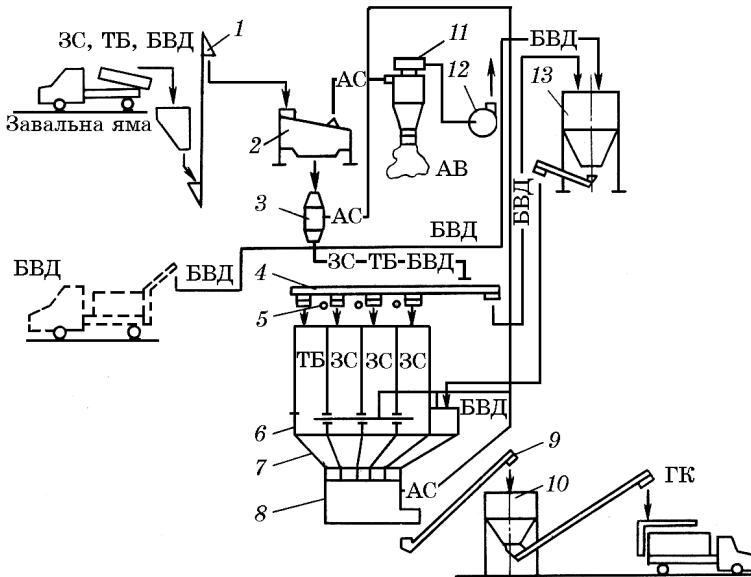 ЗС, ТБ, БВД
1
11
БВД
АС
12
13
Завальна яма
2
АВ
3
АС
БВД
БВД
БВД
БВД
ЗС-ТБ-БВД
4
5
ТБ
ЗС
ЗС
ЗС
БВД
6
7
9
АС
8
10
ГК